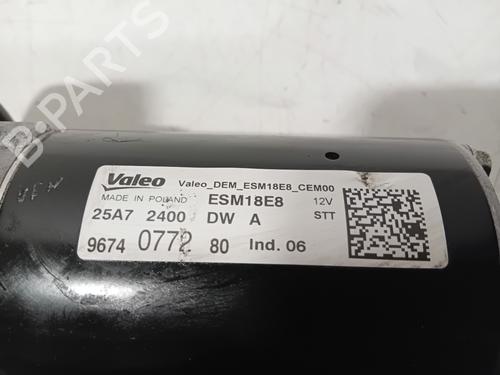 Valeo Valeo_DEM_ESM18E8_CEM00
MADE IN POLAND ESM18E8 12V
25A7 2400 DW A STT
9674 0772 80 Ind. 06
B-Parts